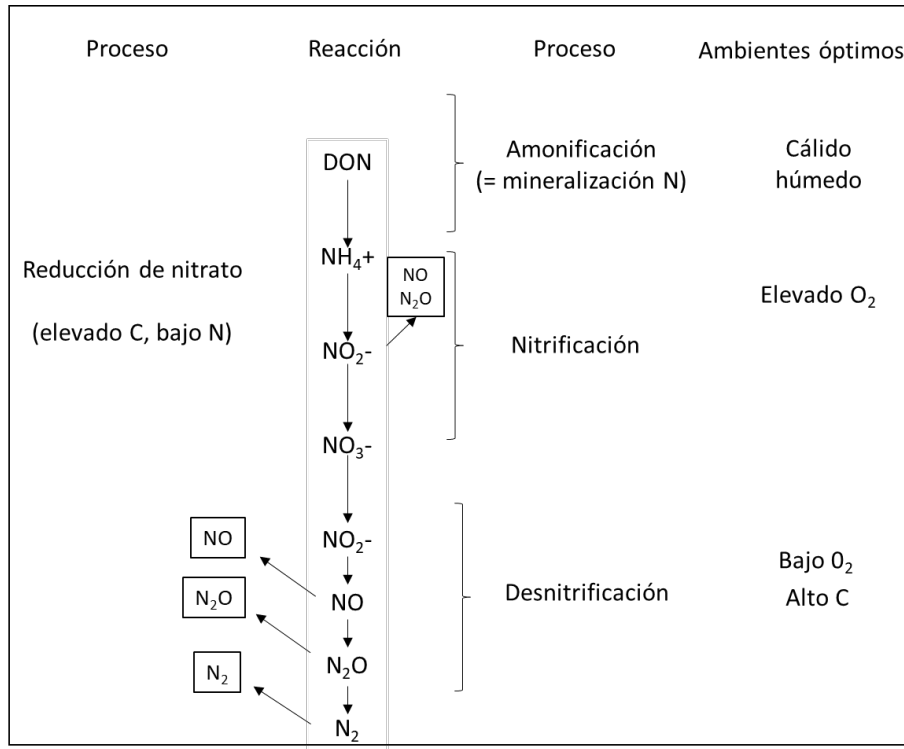 Proceso Reacción Proceso Ambientes óptimos
DON
Amonificación
(= mineralización N)
Cálido
húmedo
Reducción de nitrato
(elevado C, bajo N)
NH₄+
NO
N₂O
Elevado O₂
NO₂-
Nitrificación
NO₃-
NO₂-
NO
NO
N₂O
N₂O
N₂
N₂
Desnitrificación
Bajo 0₂
Alto C